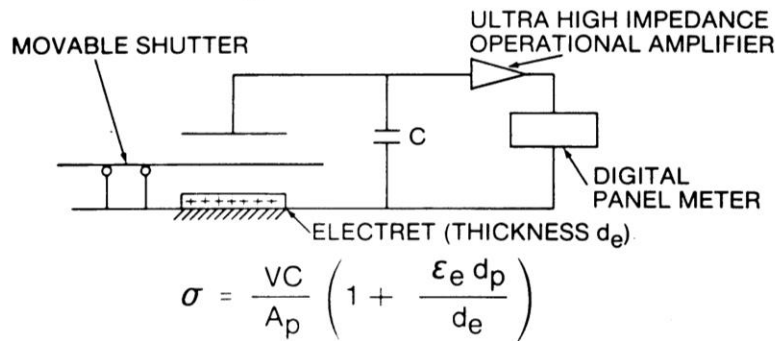 ULTRA HIGH IMPEDANCE
OPERATIONAL AMPLIFIER
MOVABLE SHUTTER
C
DIGITAL
PANEL METER
+ + + + + + +
ELECTRET (THICKNESS de).
σ = VC / Ap (1 + εe dp / de)